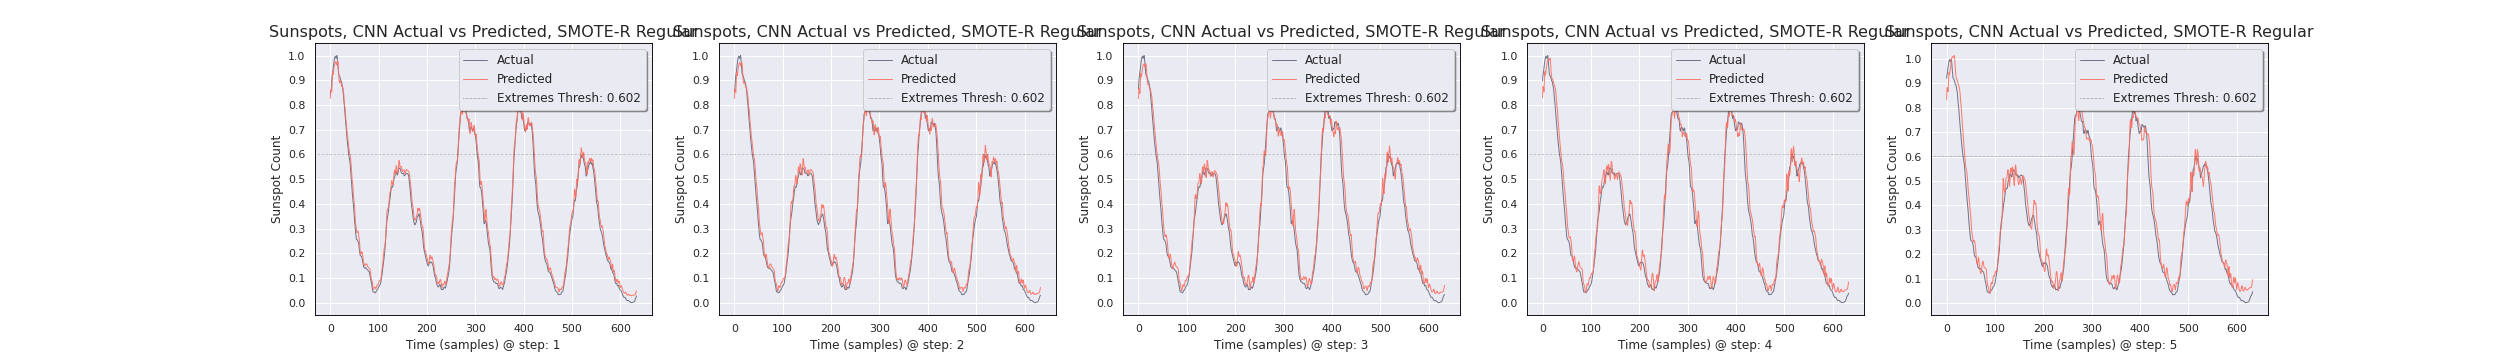 Sunspots, CNN Actual vs Predicted, SMOTE-R Regular
Actual
Predicted
Extremes Thresh: 0.602
Sunspot Count
1.0
0.9
0.8
0.7
0.6
0.5
0.4
0.3
0.2
0.1
0.0
0 100 200 300 400 500 600
Time (samples) @ step: 1
Sunspots, CNN Actual vs Predicted, SMOTE-R Regular
Actual
Predicted
Extremes Thresh: 0.602
Sunspot Count
1.0
0.9
0.8
0.7
0.6
0.5
0.4
0.3
0.2
0.1
0.0
0 100 200 300 400 500 600
Time (samples) @ step: 2
Sunspots, CNN Actual vs Predicted, SMOTE-R Regular
Actual
Predicted
Extremes Thresh: 0.602
Sunspot Count
1.0
0.9
0.8
0.7
0.6
0.5
0.4
0.3
0.2
0.1
0.0
0 100 200 300 400 500 600
Time (samples) @ step: 3
Sunspots, CNN Actual vs Predicted, SMOTE-R Regular
Actual
Predicted
Extremes Thresh: 0.602
Sunspot Count
1.0
0.9
0.8
0.7
0.6
0.5
0.4
0.3
0.2
0.1
0.0
0 100 200 300 400 500 600
Time (samples) @ step: 4
Sunspots, CNN Actual vs Predicted, SMOTE-R Regular
Actual
Predicted
Extremes Thresh: 0.602
Sunspot Count
1.0
0.9
0.8
0.7
0.6
0.5
0.4
0.3
0.2
0.1
0.0
0 100 200 300 400 500 600
Time (samples) @ step: 5